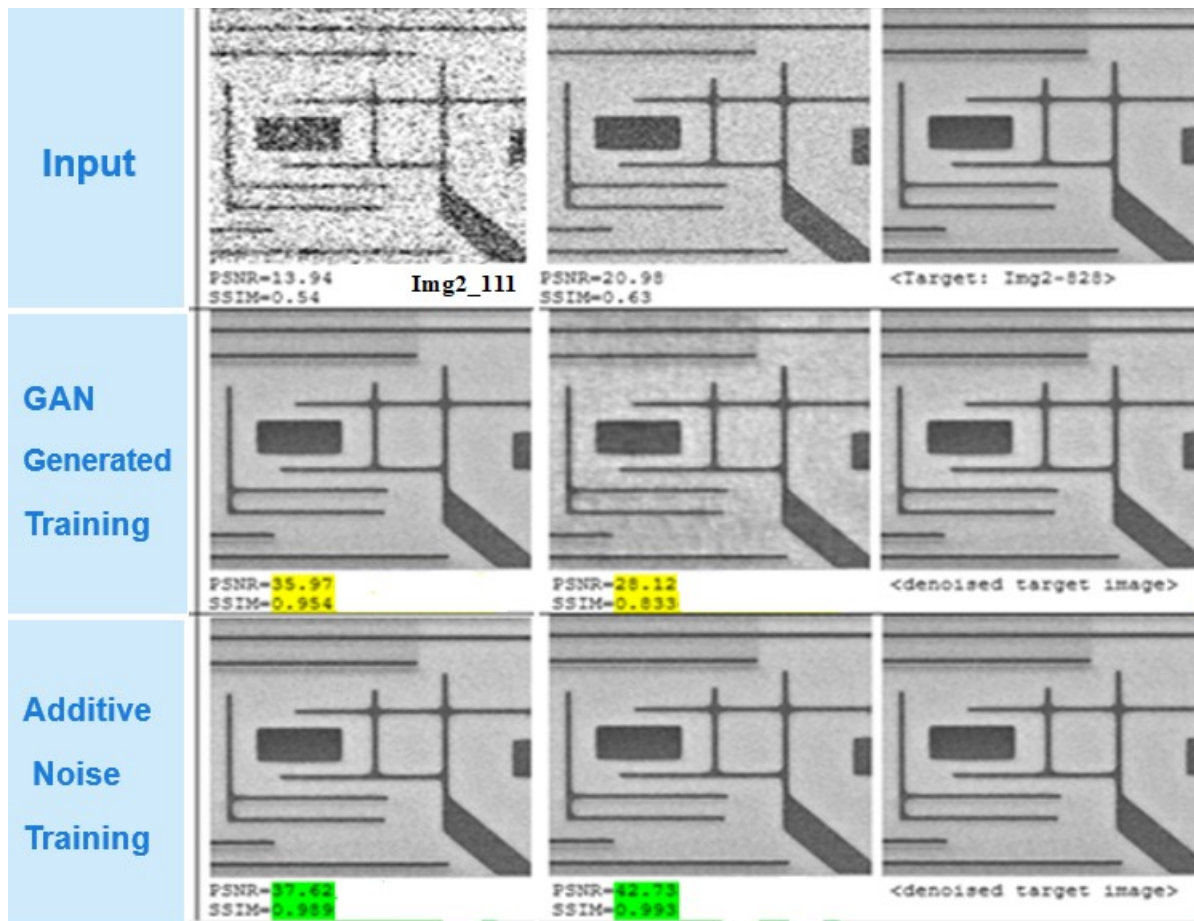 Input
PSNR=13.94
SSIM=0.54
Img2_111
PSNR=20.98
SSIM=0.63
<Target: Img2-828>
GAN
Generated
Training
PSNR=35.97
SSIM=0.954
PSNR=28.12
SSIM=0.833
<denoised target image>
Additive
Noise
Training
PSNR=37.62
SSIM=0.989
PSNR=42.73
SSIM=0.993
<denoised target image>